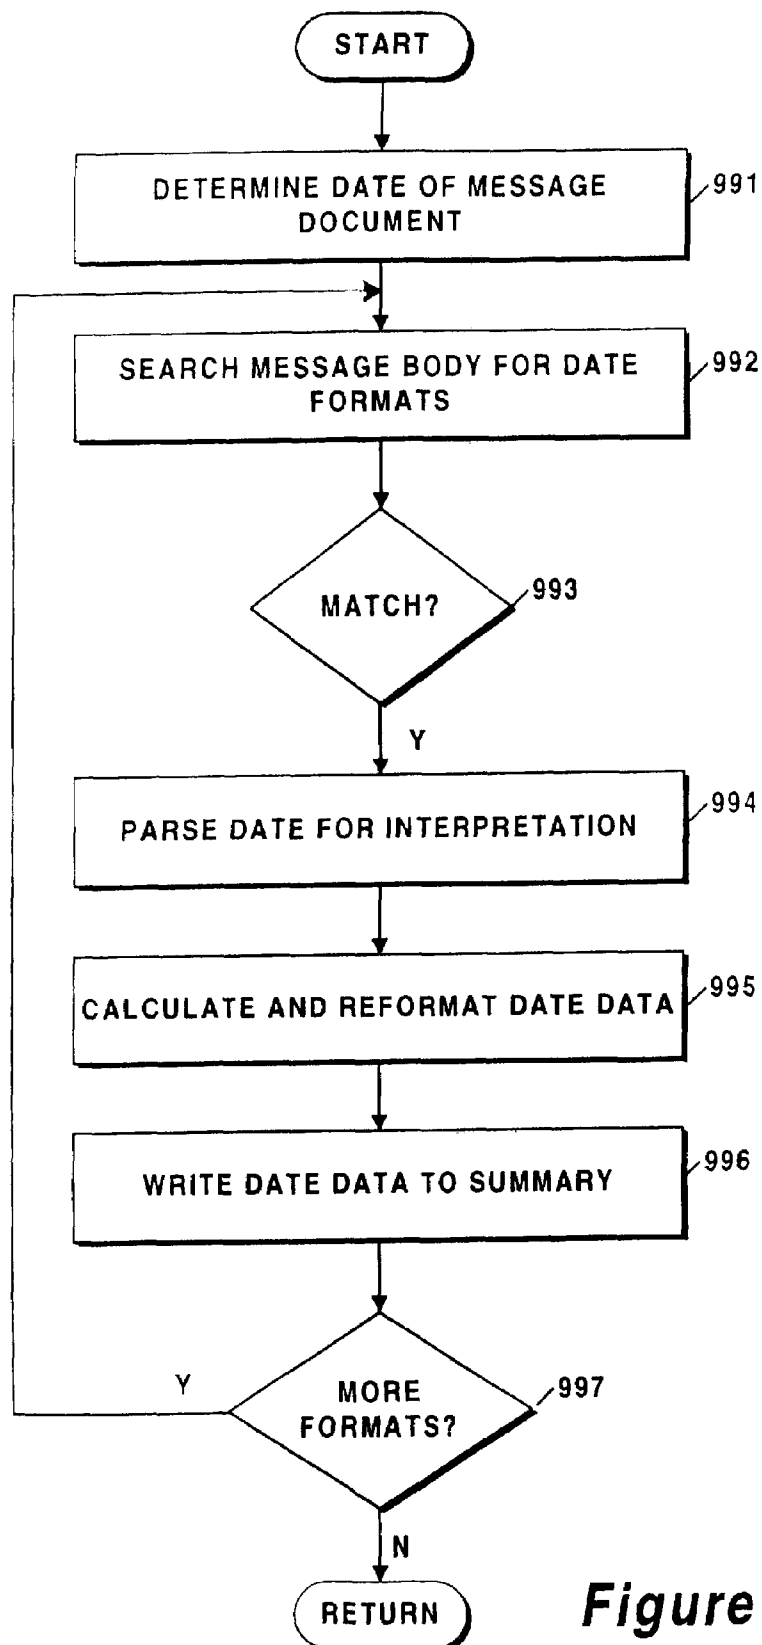 START
DETERMINE DATE OF MESSAGE
DOCUMENT
991
SEARCH MESSAGE BODY FOR DATE
FORMATS
992
MATCH?
993
Y
PARSE DATE FOR INTERPRETATION
994
CALCULATE AND REFORMAT DATE DATA
995
WRITE DATE DATA TO SUMMARY
996
MORE
FORMATS?
997
Y
N
RETURN
Figure